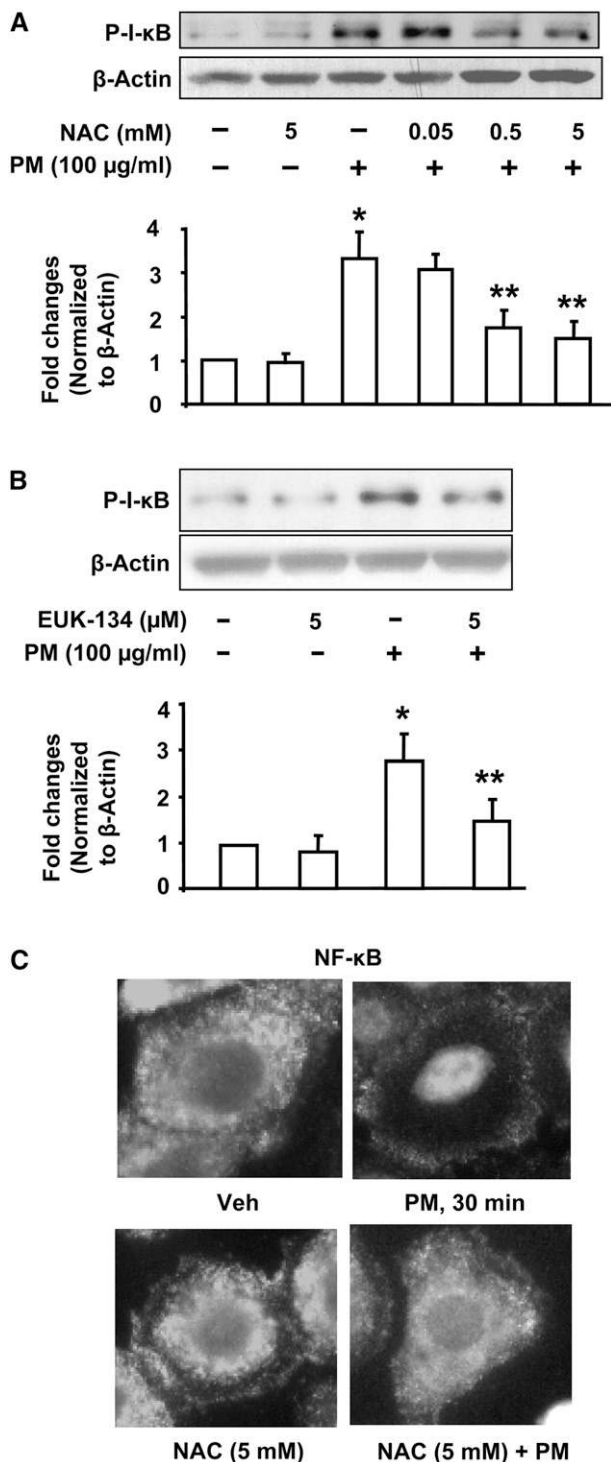 A
P-I-κB
β-Actin
NAC (mM) – 5 – 0.05 0.5 5
PM (100 μg/ml) – – + + + +
Fold changes
(Normalized
to β-Actin)
4
3
2
1
0
*
**
**
B
P-I-κB
β-Actin
EUK-134 (μM) – 5 – 5
PM (100 μg/ml) – – + +
Fold changes
(Normalized
to β-Actin)
4
3
2
1
0
*
**
C
NF-κB
Veh PM, 30 min
NAC (5 mM) NAC (5 mM) + PM